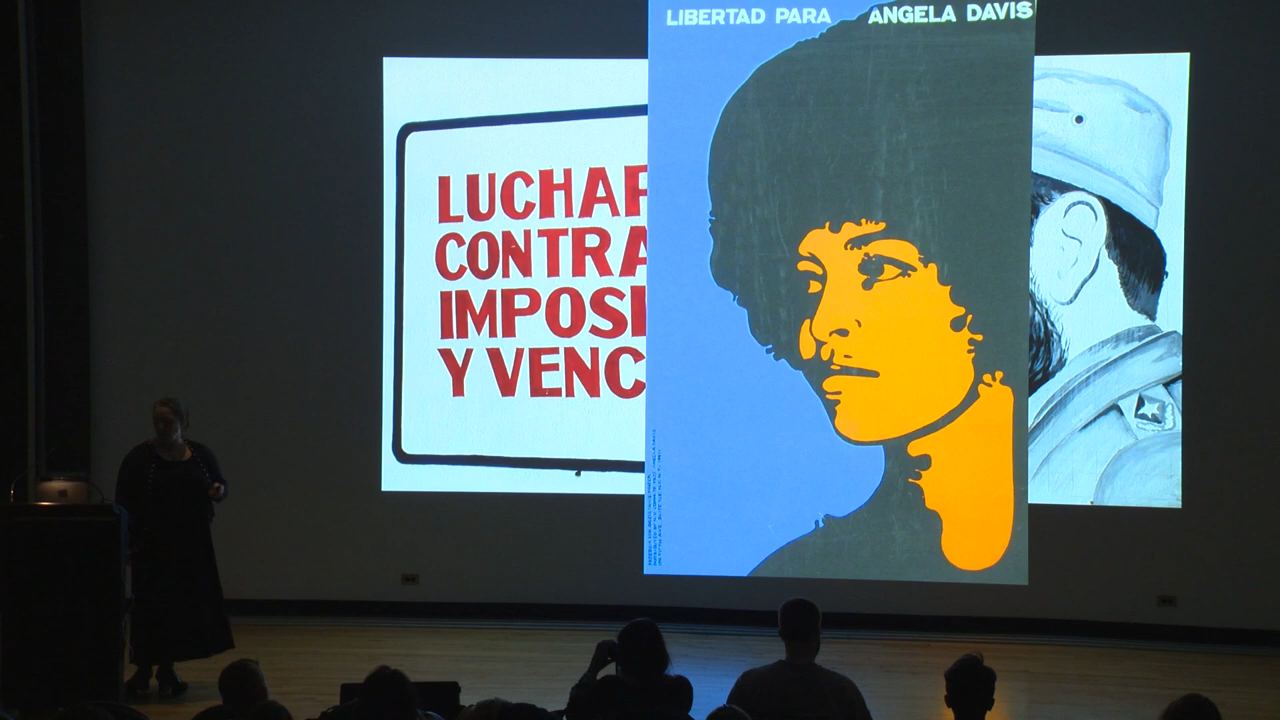 LIBERTAD PARA ANGELA DAVIS
LUCHAR
CONTRA
IMPOSI
Y VENC